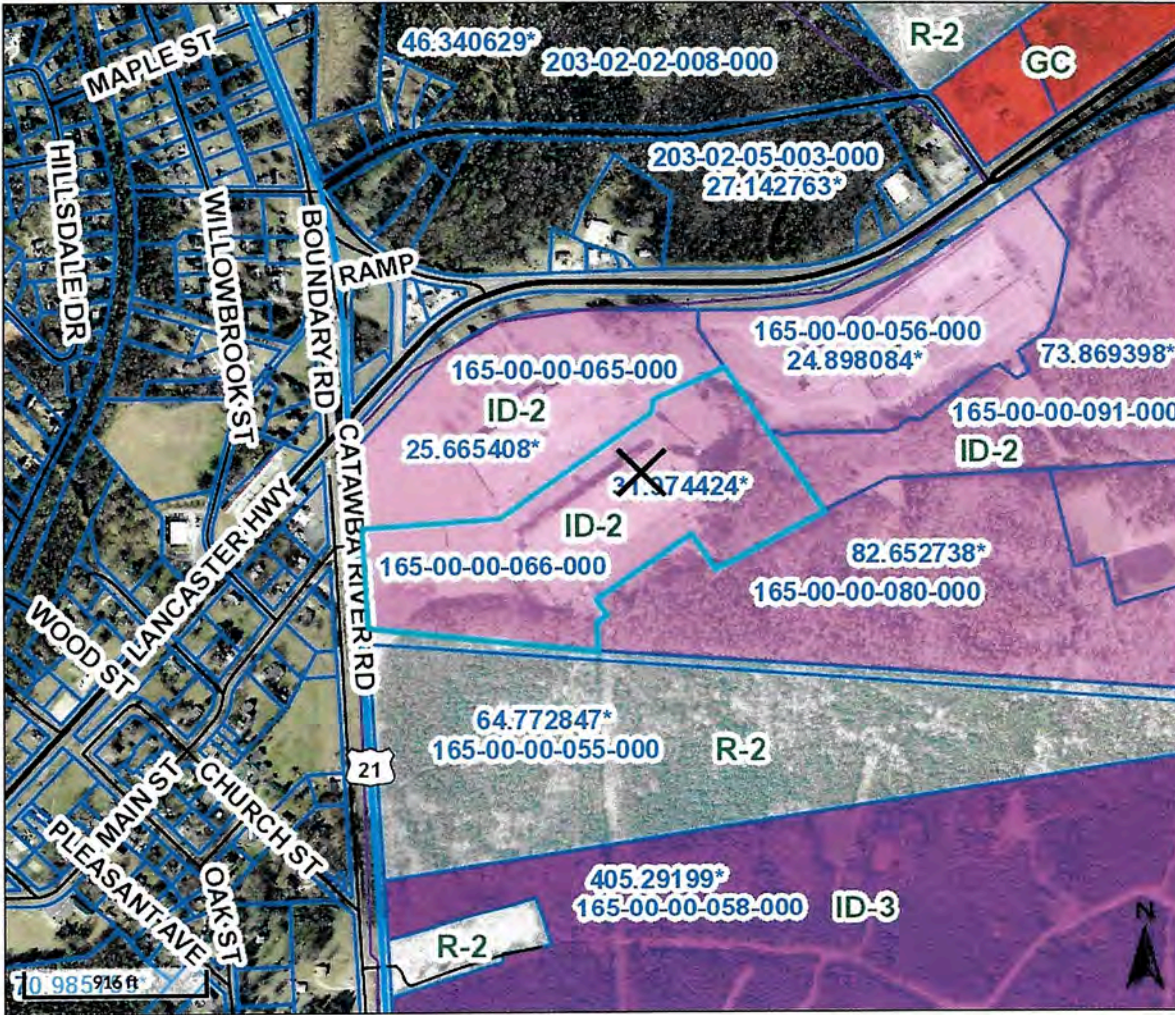 MAPLE ST
46.340629*
203-02-02-008-000
R-2
GC
HILLSDALE DR
WILLOWBROOK ST
BOUNDARY RD
RAMP
203-02-05-003-000
27.142763*
165-00-00-065-000
ID-2
25.665408*
165-00-00-056-000
24.898084*
73.869398*
165-00-00-091-000
ID-2
ID-2
165-00-00-066-000
82.652738*
165-00-00-080-000
CATAWBA RIVER RD
LANCASTER HWY
WOOD ST
64.772847*
165-00-00-055-000
R-2
21
MAIN ST
CHURCH ST
PLEASANT AVE
OAK ST
405.29199*
165-00-00-058-000
ID-3
R-2
N
916 ft